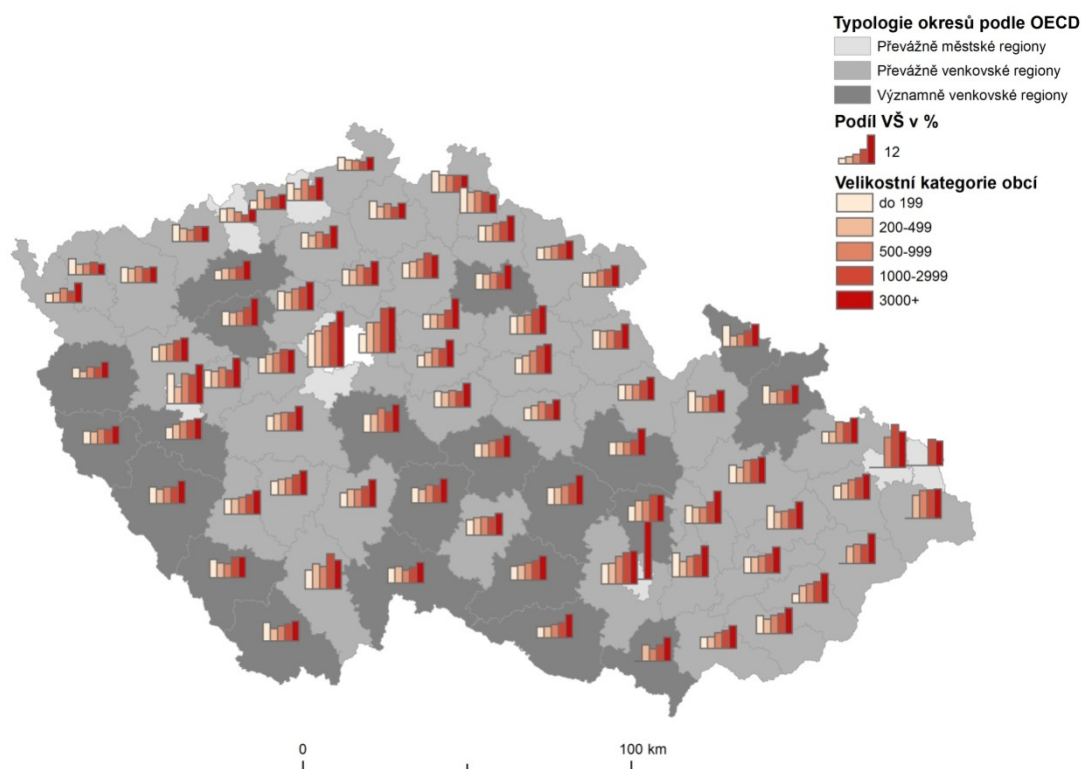 Typologie okresů podle OECD
Převážně městské regiony
Převážně venkovské regiony
Významně venkovské regiony
Podíl VŠ v %
12
Velikostní kategorie obcí
do 199
200-499
500-999
1000-2999
3000+
0
100 km